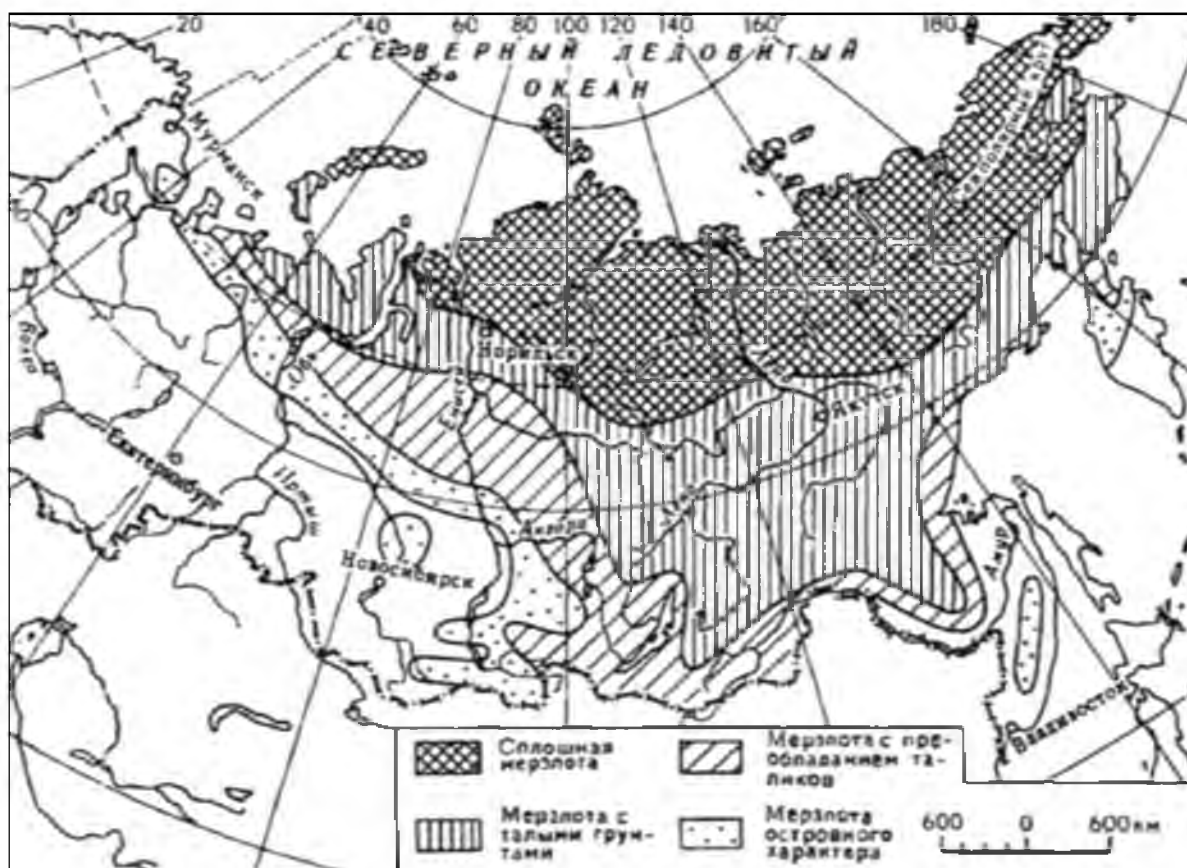 20 40 60 80 100 120 140 160 180
СЕВЕРНЫЙ ЛЕДОВИТЫЙ
ОКЕАН
Мурманск
Норильск
Енисей
Якутск
Екатеринбург
Иртыш
Ангара
Новосибирск
Амур
Владивосток
Сплошная
мерзлота
Мерзлота с пре-
обладанием та-
ликов
Мерзлота с
талыми грун-
тами
Мерзлота
островного
характера
600 0 600 км